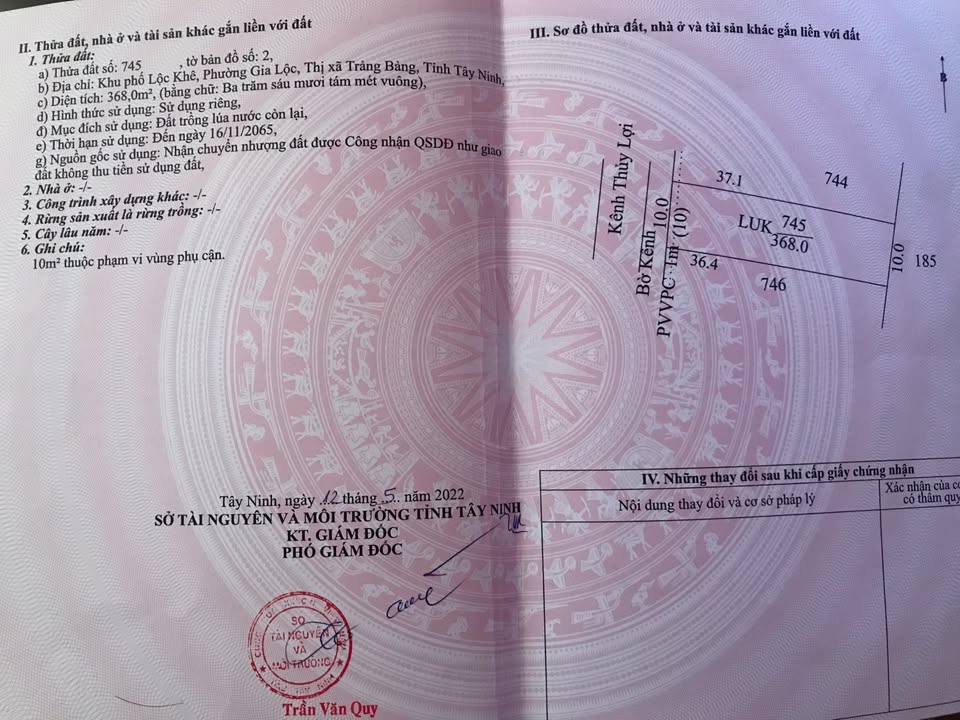 II. Thửa đất, nhà ở và tài sản khác gắn liền với đất
1. Thửa đất:
a) Thửa đất số: 745 , tờ bản đồ số: 2,
b) Địa chỉ: Khu phố Lộc Khê, Phường Gia Lộc, Thị xã Trảng Bàng, Tỉnh Tây Ninh,
c) Diện tích: 368,0m², (bằng chữ: Ba trăm sáu mươi tám mét vuông),
d) Hình thức sử dụng: Sử dụng riêng,
đ) Mục đích sử dụng: Đất trồng lúa nước còn lại,
e) Thời hạn sử dụng: Đến ngày 16/11/2065,
g) Nguồn gốc sử dụng: Nhận chuyển nhượng đất được Công nhận QSDĐ như giao
đất không thu tiền sử dụng đất,
2. Nhà ở: -/-
3. Công trình xây dựng khác: -/-
4. Rừng sản xuất là rừng trồng: -/-
5. Cây lâu năm: -/-
6. Ghi chú:
10m² thuộc phạm vi vùng phụ cận.
Tây Ninh, ngày 12 tháng 5. năm 2022
SỞ TÀI NGUYÊN VÀ MÔI TRƯỜNG TỈNH TÂY NINH
KT. GIÁM ĐỐC
PHÓ GIÁM ĐỐC
SỞ
TÀI NGUYÊN
VÀ
MÔI TRƯỜNG
Trần Văn Quy
III. Sơ đồ thửa đất, nhà ở và tài sản khác gắn liền với đất
B
Kênh Thủy Lợi
Bờ Kênh
PVVPC 1m (10)
10.0
37.1
744
LUK 745
368.0
36.4
746
10.0
185
IV. Những thay đổi sau khi cấp giấy chứng nhận
Nội dung thay đổi và cơ sở pháp lý
Xác nhận của cơ
có thẩm quy